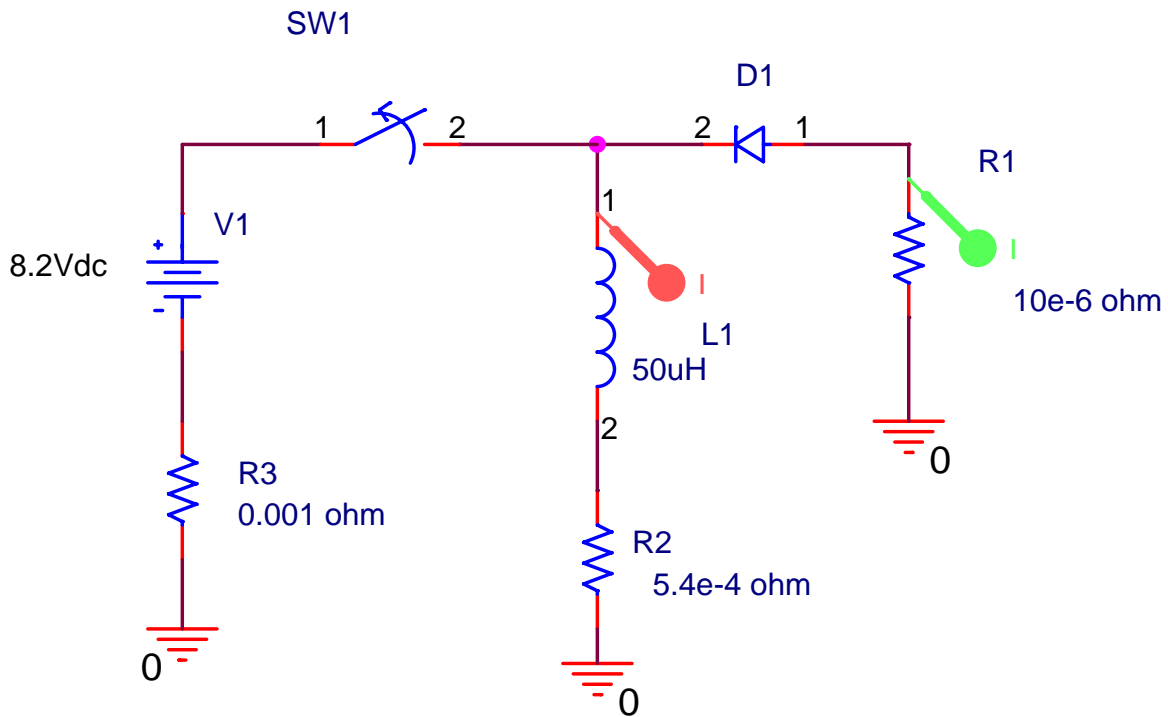 SW1
D1
1
2
2
1
R1
V1
+
8.2Vdc
-
1
I
I
10e-6 ohm
L1
50uH
2
0
R3
0.001 ohm
R2
5.4e-4 ohm
0
0